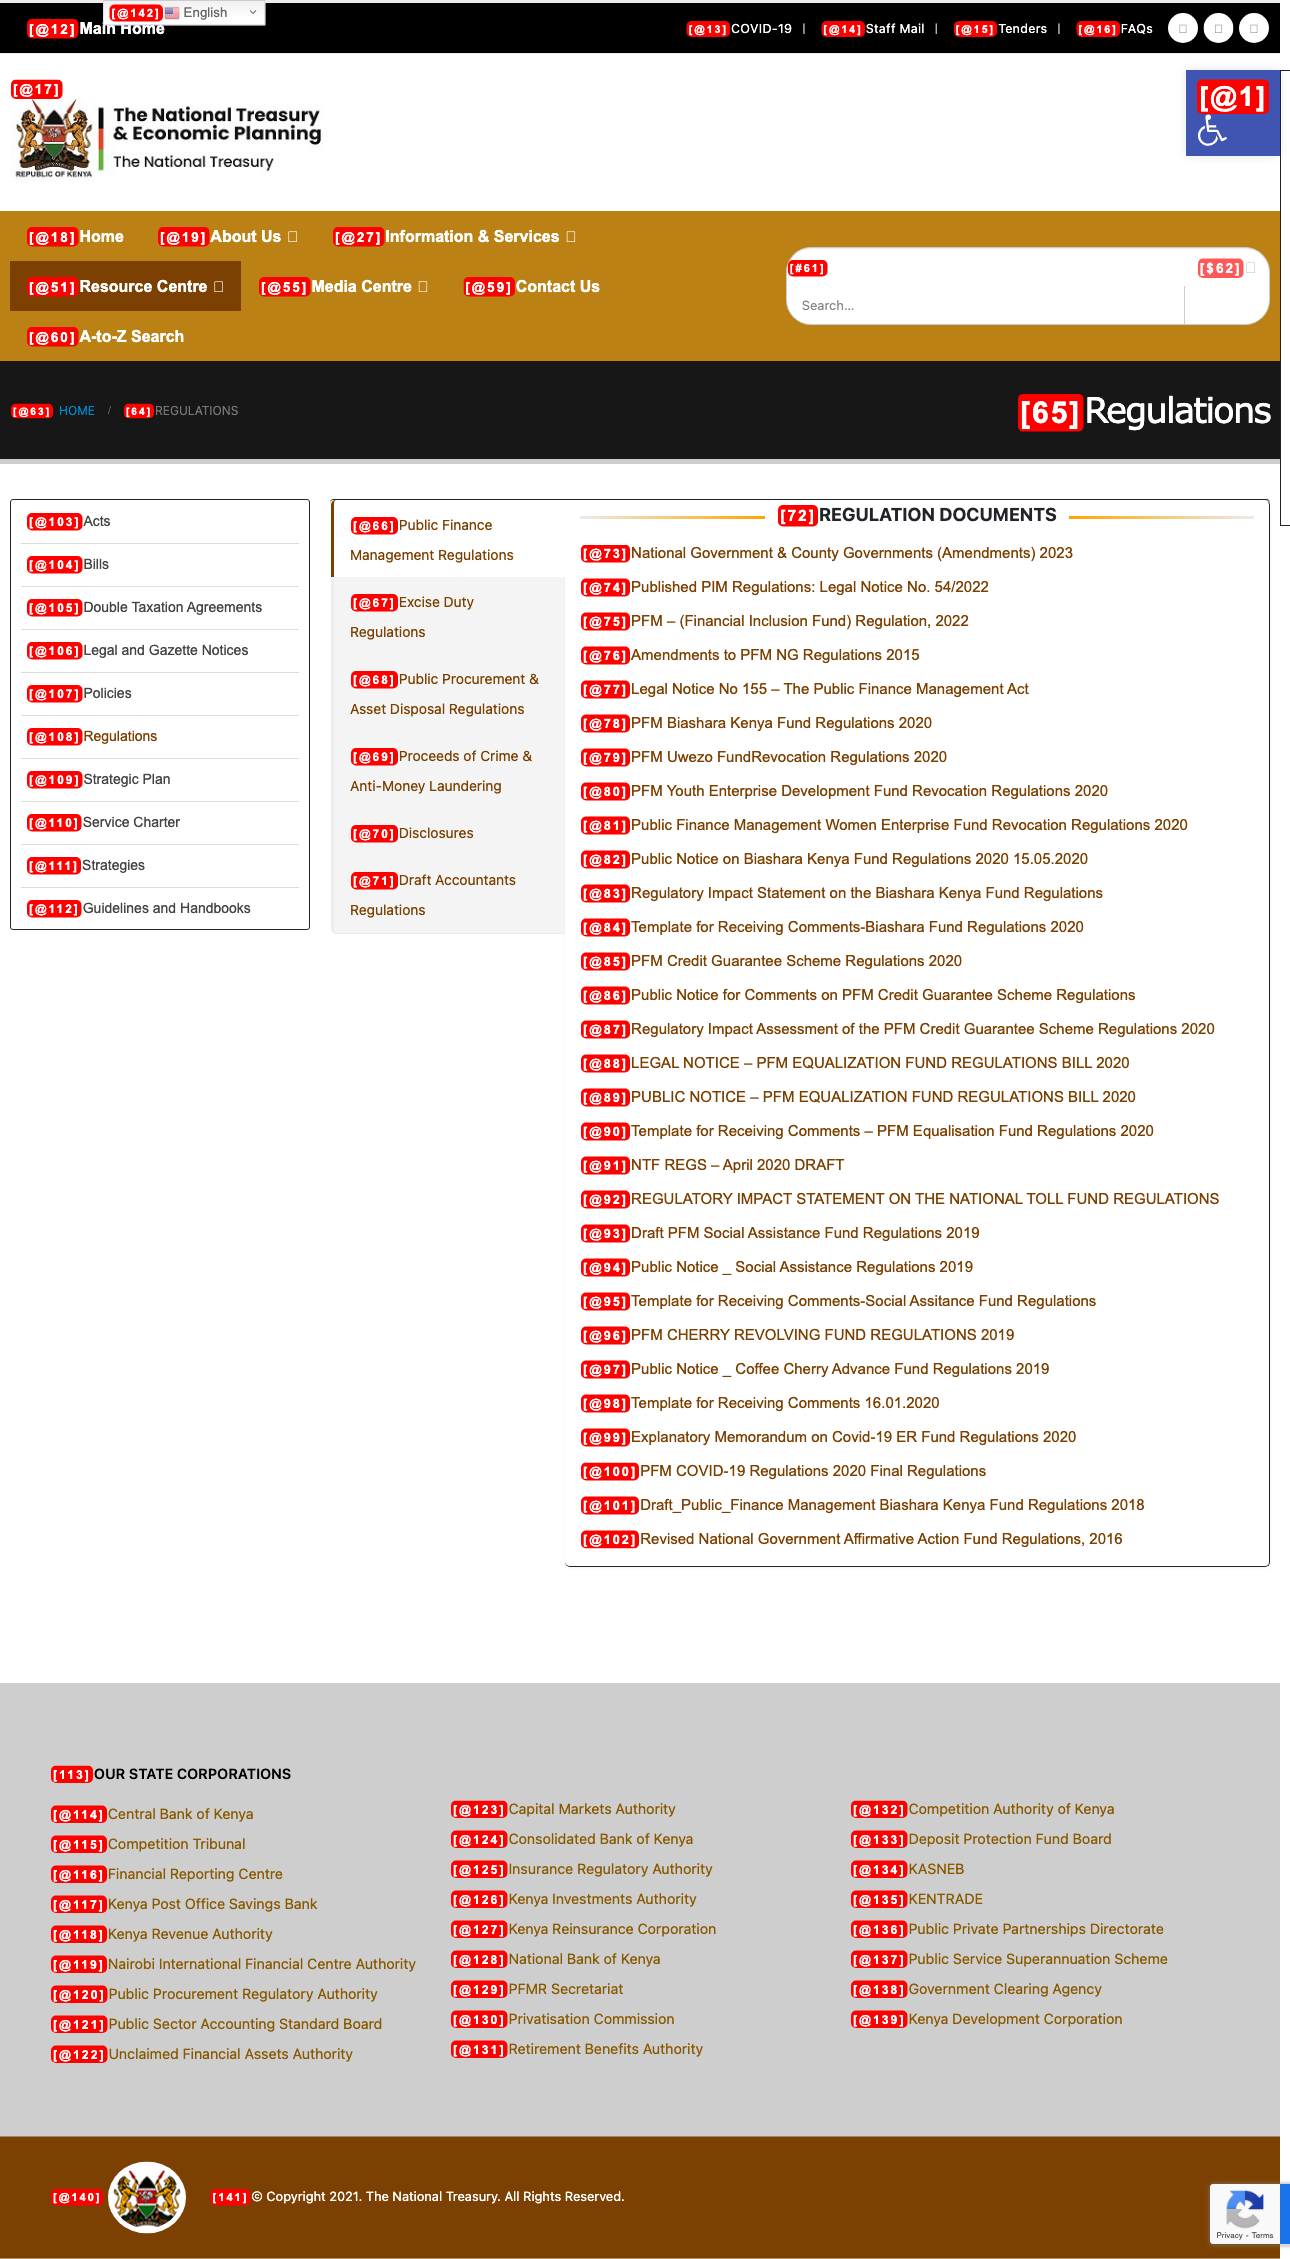 [@142] English
[@12] Main Home
[@13] COVID-19 | [@14] Staff Mail | [@15] Tenders | [@16] FAQs
[@17]
[@1]
The National Treasury
& Economic Planning
The National Treasury
REPUBLIC OF KENYA
[@18] Home [@19] About Us [@27] Information & Services
[@51] Resource Centre [@55] Media Centre [@59] Contact Us
[@60] A-to-Z Search
[#61] [$62]
Search...
[@63] HOME / [64] REGULATIONS
[65] Regulations
[@103] Acts
[@104] Bills
[@105] Double Taxation Agreements
[@106] Legal and Gazette Notices
[@107] Policies
[@108] Regulations
[@109] Strategic Plan
[@110] Service Charter
[@111] Strategies
[@112] Guidelines and Handbooks
[@66] Public Finance
Management Regulations
[@67] Excise Duty
Regulations
[@68] Public Procurement &
Asset Disposal Regulations
[@69] Proceeds of Crime &
Anti-Money Laundering
[@70] Disclosures
[@71] Draft Accountants
Regulations
[72] REGULATION DOCUMENTS
[@73] National Government & County Governments (Amendments) 2023
[@74] Published PIM Regulations: Legal Notice No. 54/2022
[@75] PFM – (Financial Inclusion Fund) Regulation, 2022
[@76] Amendments to PFM NG Regulations 2015
[@77] Legal Notice No 155 – The Public Finance Management Act
[@78] PFM Biashara Kenya Fund Regulations 2020
[@79] PFM Uwezo FundRevocation Regulations 2020
[@80] PFM Youth Enterprise Development Fund Revocation Regulations 2020
[@81] Public Finance Management Women Enterprise Fund Revocation Regulations 2020
[@82] Public Notice on Biashara Kenya Fund Regulations 2020 15.05.2020
[@83] Regulatory Impact Statement on the Biashara Kenya Fund Regulations
[@84] Template for Receiving Comments-Biashara Fund Regulations 2020
[@85] PFM Credit Guarantee Scheme Regulations 2020
[@86] Public Notice for Comments on PFM Credit Guarantee Scheme Regulations
[@87] Regulatory Impact Assessment of the PFM Credit Guarantee Scheme Regulations 2020
[@88] LEGAL NOTICE – PFM EQUALIZATION FUND REGULATIONS BILL 2020
[@89] PUBLIC NOTICE – PFM EQUALIZATION FUND REGULATIONS BILL 2020
[@90] Template for Receiving Comments – PFM Equalisation Fund Regulations 2020
[@91] NTF REGS – April 2020 DRAFT
[@92] REGULATORY IMPACT STATEMENT ON THE NATIONAL TOLL FUND REGULATIONS
[@93] Draft PFM Social Assistance Fund Regulations 2019
[@94] Public Notice _ Social Assistance Regulations 2019
[@95] Template for Receiving Comments-Social Assitance Fund Regulations
[@96] PFM CHERRY REVOLVING FUND REGULATIONS 2019
[@97] Public Notice _ Coffee Cherry Advance Fund Regulations 2019
[@98] Template for Receiving Comments 16.01.2020
[@99] Explanatory Memorandum on Covid-19 ER Fund Regulations 2020
[@100] PFM COVID-19 Regulations 2020 Final Regulations
[@101] Draft_Public_Finance Management Biashara Kenya Fund Regulations 2018
[@102] Revised National Government Affirmative Action Fund Regulations, 2016
[113] OUR STATE CORPORATIONS
[@114] Central Bank of Kenya
[@115] Competition Tribunal
[@116] Financial Reporting Centre
[@117] Kenya Post Office Savings Bank
[@118] Kenya Revenue Authority
[@119] Nairobi International Financial Centre Authority
[@120] Public Procurement Regulatory Authority
[@121] Public Sector Accounting Standard Board
[@122] Unclaimed Financial Assets Authority
[@123] Capital Markets Authority
[@124] Consolidated Bank of Kenya
[@125] Insurance Regulatory Authority
[@126] Kenya Investments Authority
[@127] Kenya Reinsurance Corporation
[@128] National Bank of Kenya
[@129] PFMR Secretariat
[@130] Privatisation Commission
[@131] Retirement Benefits Authority
[@132] Competition Authority of Kenya
[@133] Deposit Protection Fund Board
[@134] KASNEB
[@135] KENTRADE
[@136] Public Private Partnerships Directorate
[@137] Public Service Superannuation Scheme
[@138] Government Clearing Agency
[@139] Kenya Development Corporation
[@140] [141] © Copyright 2021. The National Treasury. All Rights Reserved.
Privacy - Terms